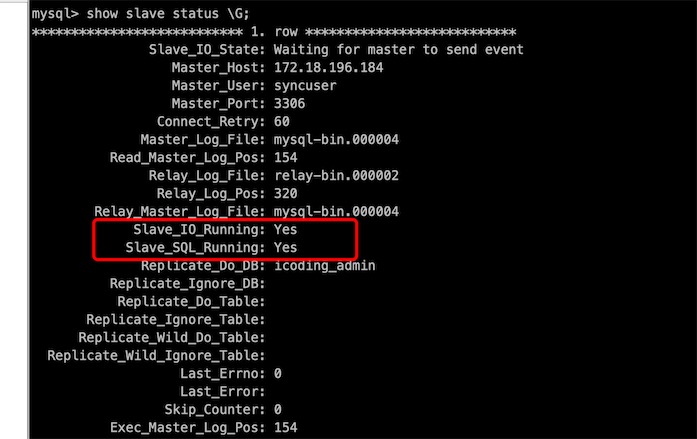 mysql> show slave status \G;
*************************** 1. row ***************************
Slave_IO_State: Waiting for master to send event
Master_Host: 172.18.196.184
Master_User: syncuser
Master_Port: 3306
Connect_Retry: 60
Master_Log_File: mysql-bin.000004
Read_Master_Log_Pos: 154
Relay_Log_File: relay-bin.000002
Relay_Log_Pos: 320
Relay_Master_Log_File: mysql-bin.000004
Slave_IO_Running: Yes
Slave_SQL_Running: Yes
Replicate_Do_DB: icoding_admin
Replicate_Ignore_DB:
Replicate_Do_Table:
Replicate_Ignore_Table:
Replicate_Wild_Do_Table:
Replicate_Wild_Ignore_Table:
Last_Errno: 0
Last_Error:
Skip_Counter: 0
Exec_Master_Log_Pos: 154